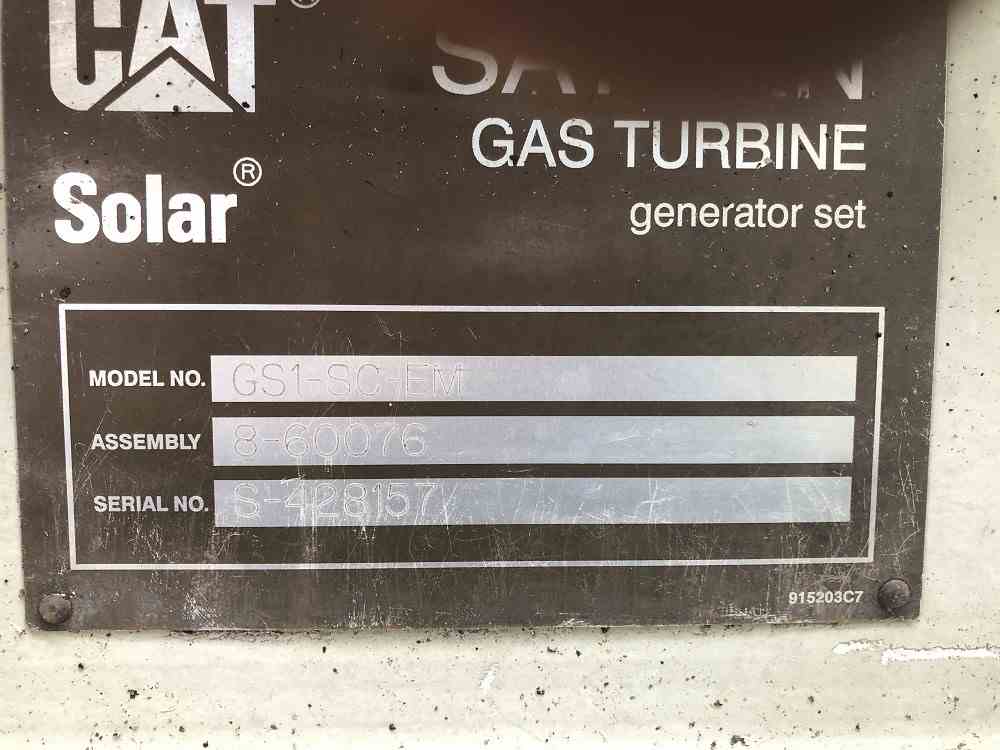 CAT®
GAS TURBINE
Solar®
generator set
MODEL NO. GS1-SC-EM
ASSEMBLY 8-60076
SERIAL NO. S-428157
915203C7